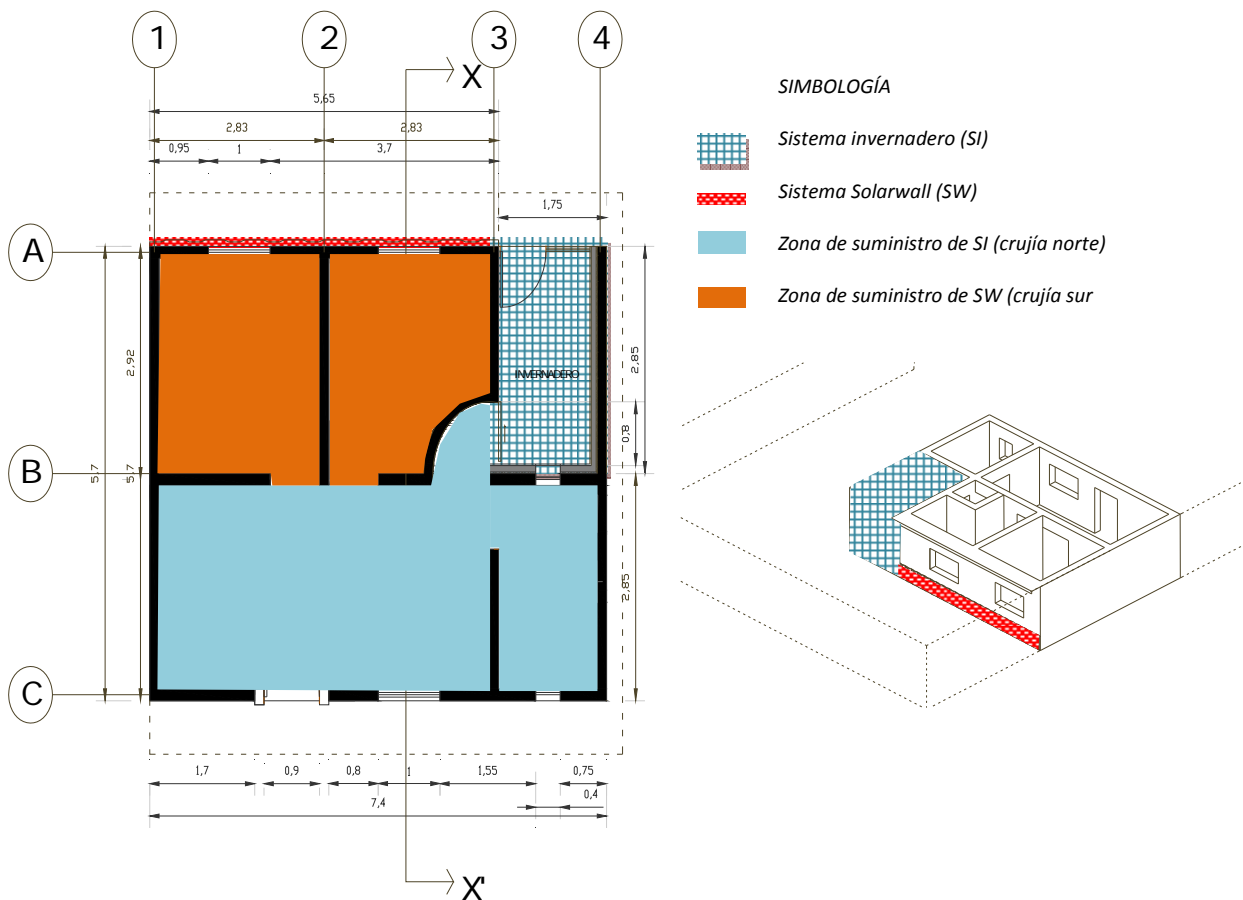 1
2
3
4
X
5,65
2,83
2,83
0,95
1
3,7
1,75
A
B
C
2,92
5,7
5,7
2,85
0,8
2,85
INVERNADERO
1,7
0,9
0,8
1
1,55
0,75
0,4
7,4
X'
SIMBOLOGÍA
Sistema invernadero (SI)
Sistema Solarwall (SW)
Zona de suministro de SI (crujía norte)
Zona de suministro de SW (crujía sur